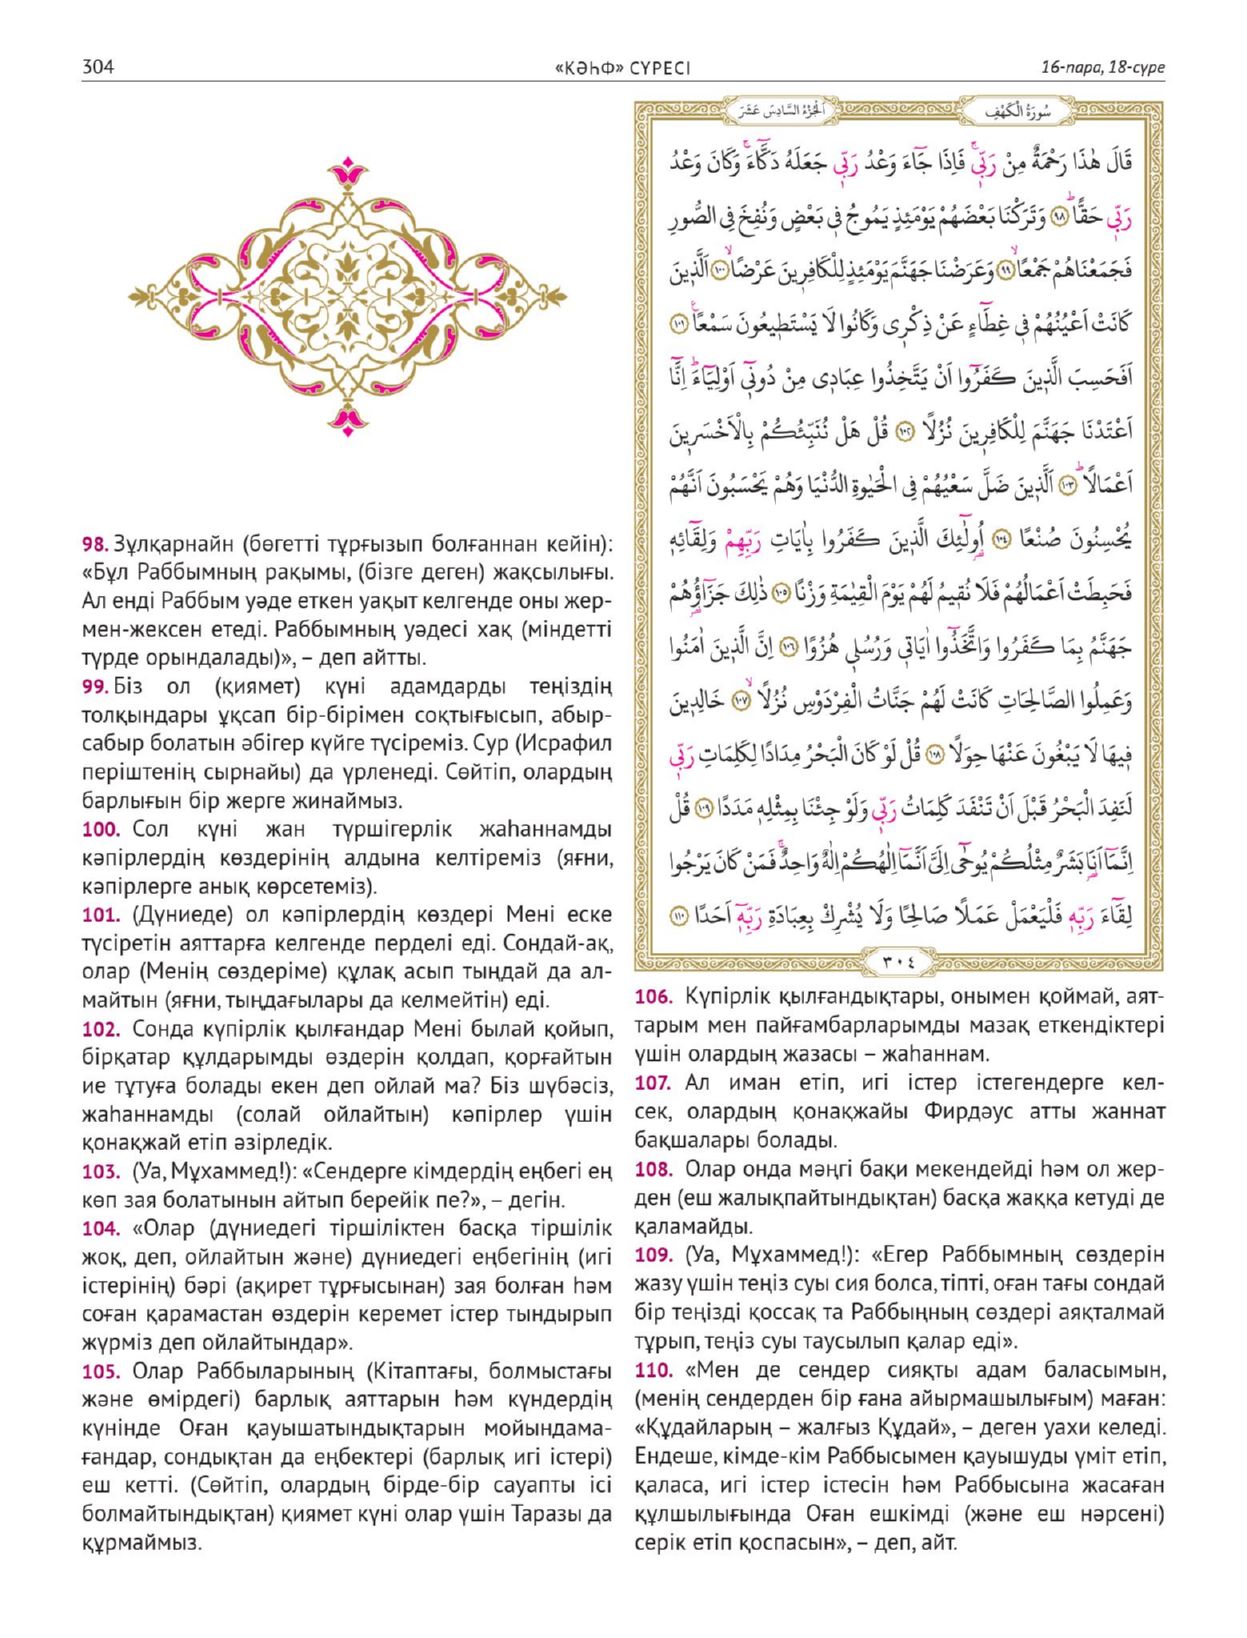 304
«КӘҺФ» СҮРЕСІ
16-пара, 18-сүре
98. Зұлқарнайн (бөгетті тұрғызып болғаннан кейін):
«Бұл Раббымның рақымы, (бізге деген) жақсылығы.
Ал енді Раббым уәде еткен уақыт келгенде оны жер-
мен-жексен етеді. Раббымның уәдесі хақ (міндетті
түрде орындалады)», – деп айтты.
99. Біз ол (қиямет) күні адамдарды теңіздің
толқындары ұқсап бір-бірімен соқтығысып, абыр-
сабыр болатын әбігер күйге түсіреміз. Сур (Исрафил
періштенің сырнайы) да үрленеді. Сөйтіп, олардың
барлығын бір жерге жинаймыз.
100. Сол күні жан түршігерлік жаһаннамды
кәпірлердің көздерінің алдына келтіреміз (яғни,
кәпірлерге анық көрсетеміз).
101. (Дүниеде) ол кәпірлердің көздері Мені еске
түсіретін аяттарға келгенде перделі еді. Сондай-ақ,
олар (Менің сөздеріме) құлақ асып тыңдай да ал-
майтын (яғни, тыңдағылары да келмейтін) еді.
102. Сонда күпірлік қылғандар Мені былай қойып,
бірқатар құлдарымды өздерін қолдап, қорғайтын
ие тұтуға болады екен деп ойлай ма? Біз шүбәсіз,
жаһаннамды (солай ойлайтын) кәпірлер үшін
қонақжай етіп әзірледік.
103. (Уа, Мұхаммед!): «Сендерге кімдердің еңбегі ең
көп зая болатынын айтып берейік пе?», – дегін.
104. «Олар (дүниедегі тіршіліктен басқа тіршілік
жоқ, деп, ойлайтын және) дүниедегі еңбегінің (игі
істерінің) бәрі (ақирет тұрғысынан) зая болған һәм
соған қарамастан өздерін керемет істер тындырып
жүрміз деп ойлайтындар».
105. Олар Раббыларының (Кітаптағы, болмыстағы
және өмірдегі) барлық аяттарын һәм күндердің
күнінде Оған қауышатындықтарын мойындама-
ғандар, сондықтан да еңбектері (барлық игі істері)
еш кетті. (Сөйтіп, олардың бірде-бір сауапты ісі
болмайтындықтан) қиямет күні олар үшін Таразы да
құрмаймыз.
سُورَةُ الْكَهْفِ
اَلْجُزْءُ السَّادِسَ عَشَرَ
قَالَ هٰذَا رَحْمَةٌ مِنْ رَبّ۪يۚ فَاِذَا جَٓاءَ وَعْدُ رَبّ۪ي جَعَلَهُ دَكَّٓاءَۚ وَكَانَ وَعْدُ
رَبّ۪ي حَقًّاۜ ﴿٩٨﴾ وَتَرَكْنَا بَعْضَهُمْ يَوْمَئِذٍ يَمُوجُ ف۪ي بَعْضٍ وَنُفِخَ فِي الصُّورِ
فَجَمَعْنَاهُمْ جَمْعًاۙ ﴿٩٩﴾ وَعَرَضْنَا جَهَنَّمَ يَوْمَئِذٍ لِلْكَافِر۪ينَ عَرْضًاۙ ﴿١٠٠﴾ اَلَّذ۪ينَ
كَانَتْ اَعْيُنُهُمْ ف۪ي غِطَٓاءٍ عَنْ ذِكْر۪ي وَكَانُوا لَا يَسْتَط۪يعُونَ سَمْعًاۚ ﴿١٠١﴾
اَفَحَسِبَ الَّذ۪ينَ كَفَرُٓوا اَنْ يَتَّخِذُوا عِبَاد۪ي مِنْ دُون۪ٓي اَوْلِيَٓاءَۜ اِنَّٓا
اَعْتَدْنَا جَهَنَّمَ لِلْكَافِر۪ينَ نُزُلًا ﴿١٠٢﴾ قُلْ هَلْ نُنَبِّئُكُمْ بِالْاَخْسَر۪ينَ
اَعْمَالًاۜ ﴿١٠٣﴾ اَلَّذ۪ينَ ضَلَّ سَعْيُهُمْ فِي الْحَيٰوةِ الدُّنْيَا وَهُمْ يَحْسَبُونَ اَنَّهُمْ
يُحْسِنُونَ صُنْعًا ﴿١٠٤﴾ اُو۬لٰٓئِكَ الَّذ۪ينَ كَفَرُوا بِاٰيَاتِ رَبِّهِمْ وَلِقَٓائِه۪
فَحَبِطَتْ اَعْمَالُهُمْ فَلَا نُق۪يمُ لَهُمْ يَوْمَ الْقِيٰمَةِ وَزْنًا ﴿١٠٥﴾ ذٰلِكَ جَزَٓاؤُ۬هُمْ
جَهَنَّمُ بِمَا كَفَرُوا وَاتَّخَذُٓوا اٰيَات۪ي وَرُسُل۪ي هُزُوًا ﴿١٠٦﴾ اِنَّ الَّذ۪ينَ اٰمَنُوا
وَعَمِلُوا الصَّالِحَاتِ كَانَتْ لَهُمْ جَنَّاتُ الْفِرْدَوْسِ نُزُلًاۙ ﴿١٠٧﴾ خَالِد۪ينَ
ف۪يهَا لَا يَبْغُونَ عَنْهَا حِوَلًا ﴿١٠٨﴾ قُلْ لَوْ كَانَ الْبَحْرُ مِدَادًا لِكَلِمَاتِ رَبّ۪ي
لَنَفِدَ الْبَحْرُ قَبْلَ اَنْ تَنْفَدَ كَلِمَاتُ رَبّ۪ي وَلَوْ جِئْنَا بِمِثْلِه۪ مَدَدًا ﴿١٠٩﴾ قُلْ
اِنَّمَٓا اَنَا۬ بَشَرٌ مِثْلُكُمْ يُوحٰٓى اِلَيَّ اَنَّمَٓا اِلٰهُكُمْ اِلٰهٌ وَاحِدٌۚ فَمَنْ كَانَ يَرْجُوا
لِقَٓاءَ رَبِّه۪ فَلْيَعْمَلْ عَمَلًا صَالِحًا وَلَا يُشْرِكْ بِعِبَادَةِ رَبِّه۪ٓ اَحَدًا ﴿١١٠﴾
٣٠٤
106. Күпірлік қылғандықтары, онымен қоймай, аят-
тарым мен пайғамбарларымды мазақ еткендіктері
үшін олардың жазасы – жаһаннам.
107. Ал иман етіп, игі істер істегендерге кел-
сек, олардың қонақжайы Фирдәус атты жаннат
бақшалары болады.
108. Олар онда мәңгі бақи мекендейді һәм ол жер-
ден (еш жалықпайтындықтан) басқа жаққа кетуді де
қаламайды.
109. (Уа, Мұхаммед!): «Егер Раббымның сөздерін
жазу үшін теңіз суы сия болса, тіпті, оған тағы сондай
бір теңізді қоссақ та Раббыңның сөздері аяқталмай
тұрып, теңіз суы таусылып қалар еді».
110. «Мен де сендер сияқты адам баласымын,
(менің сендерден бір ғана айырмашылығым) маған:
«Құдайларың – жалғыз Құдай», – деген уахи келеді.
Ендеше, кімде-кім Раббысымен қауышуды үміт етіп,
қаласа, игі істер істесін һәм Раббысына жасаған
құлшылығында Оған ешкімді (және еш нәрсені)
серік етіп қоспасын», – деп, айт.